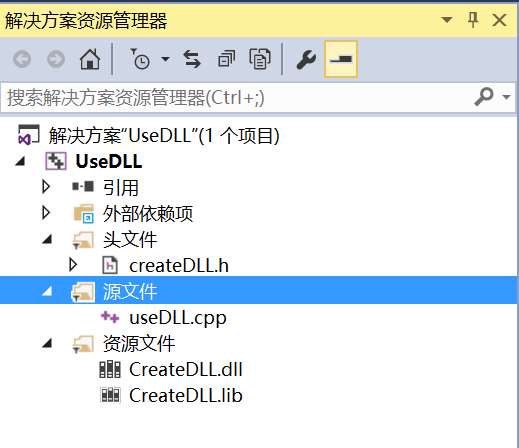 解决方案资源管理器
搜索解决方案资源管理器(Ctrl+;)
解决方案"UseDLL"(1 个项目)
UseDLL
引用
外部依赖项
头文件
createDLL.h
源文件
useDLL.cpp
资源文件
CreateDLL.dll
CreateDLL.lib